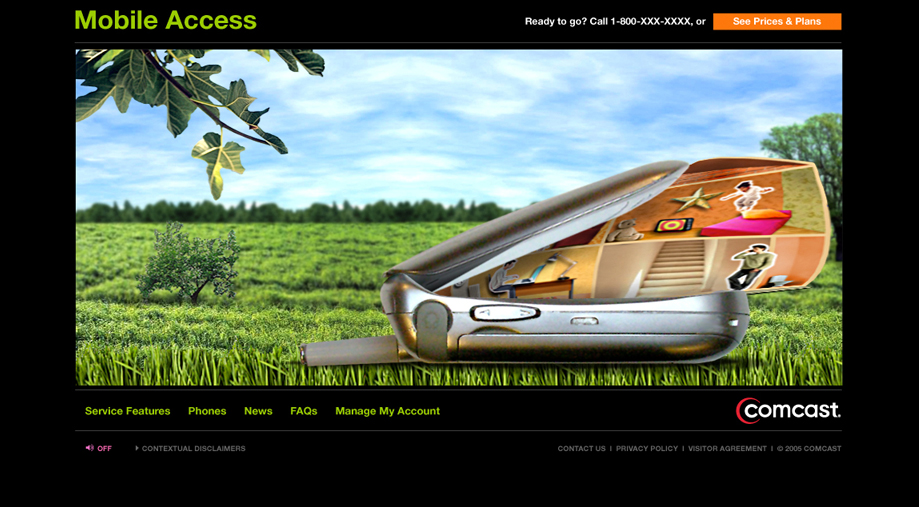 Mobile Access
Ready to go? Call 1-800-XXX-XXXX, or
See Prices & Plans
Service Features
Phones
News
FAQs
Manage My Account
comcast.
OFF
CONTEXTUAL DISCLAIMERS
CONTACT US | PRIVACY POLICY | VISITOR AGREEMENT | © 2005 COMCAST